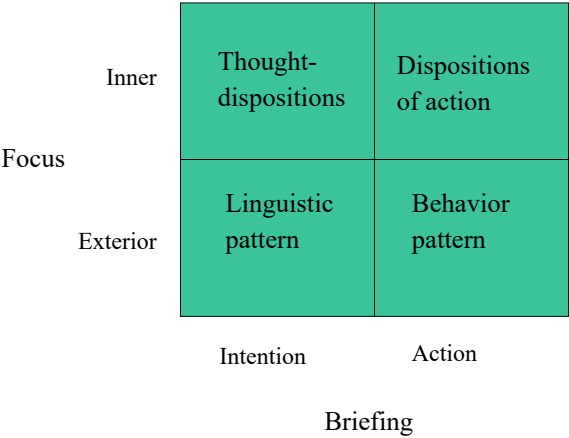 Thought-
dispositions
Dispositions
of action
Inner
Focus
Linguistic
pattern
Behavior
pattern
Exterior
Intention
Action
Briefing